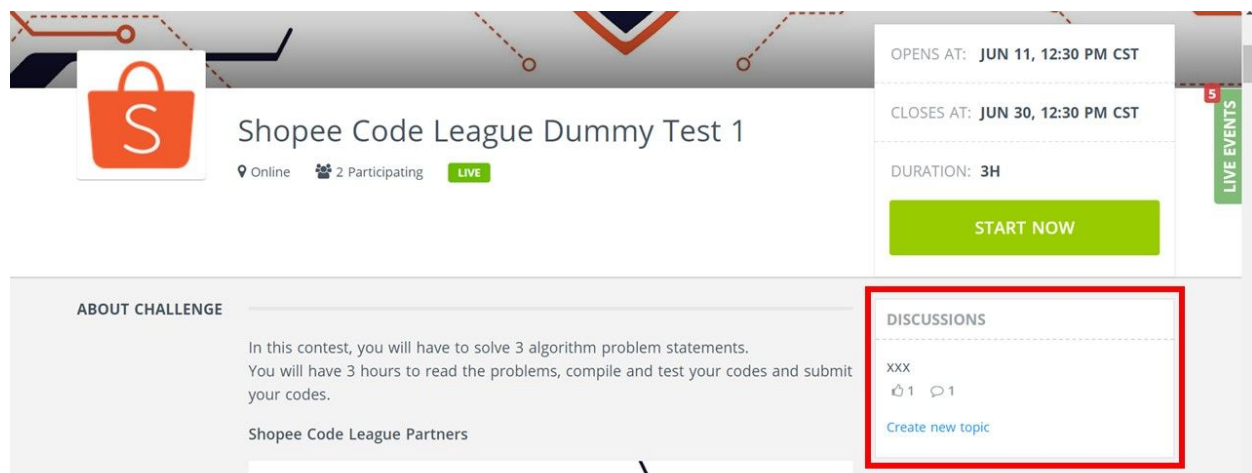 OPENS AT: JUN 11, 12:30 PM CST
CLOSES AT: JUN 30, 12:30 PM CST
DURATION: 3H
START NOW
5
LIVE EVENTS
S
Shopee Code League Dummy Test 1
Online 2 Participating LIVE
ABOUT CHALLENGE
In this contest, you will have to solve 3 algorithm problem statements.
You will have 3 hours to read the problems, compile and test your codes and submit
your codes.
Shopee Code League Partners
DISCUSSIONS
xxx
1 1
Create new topic